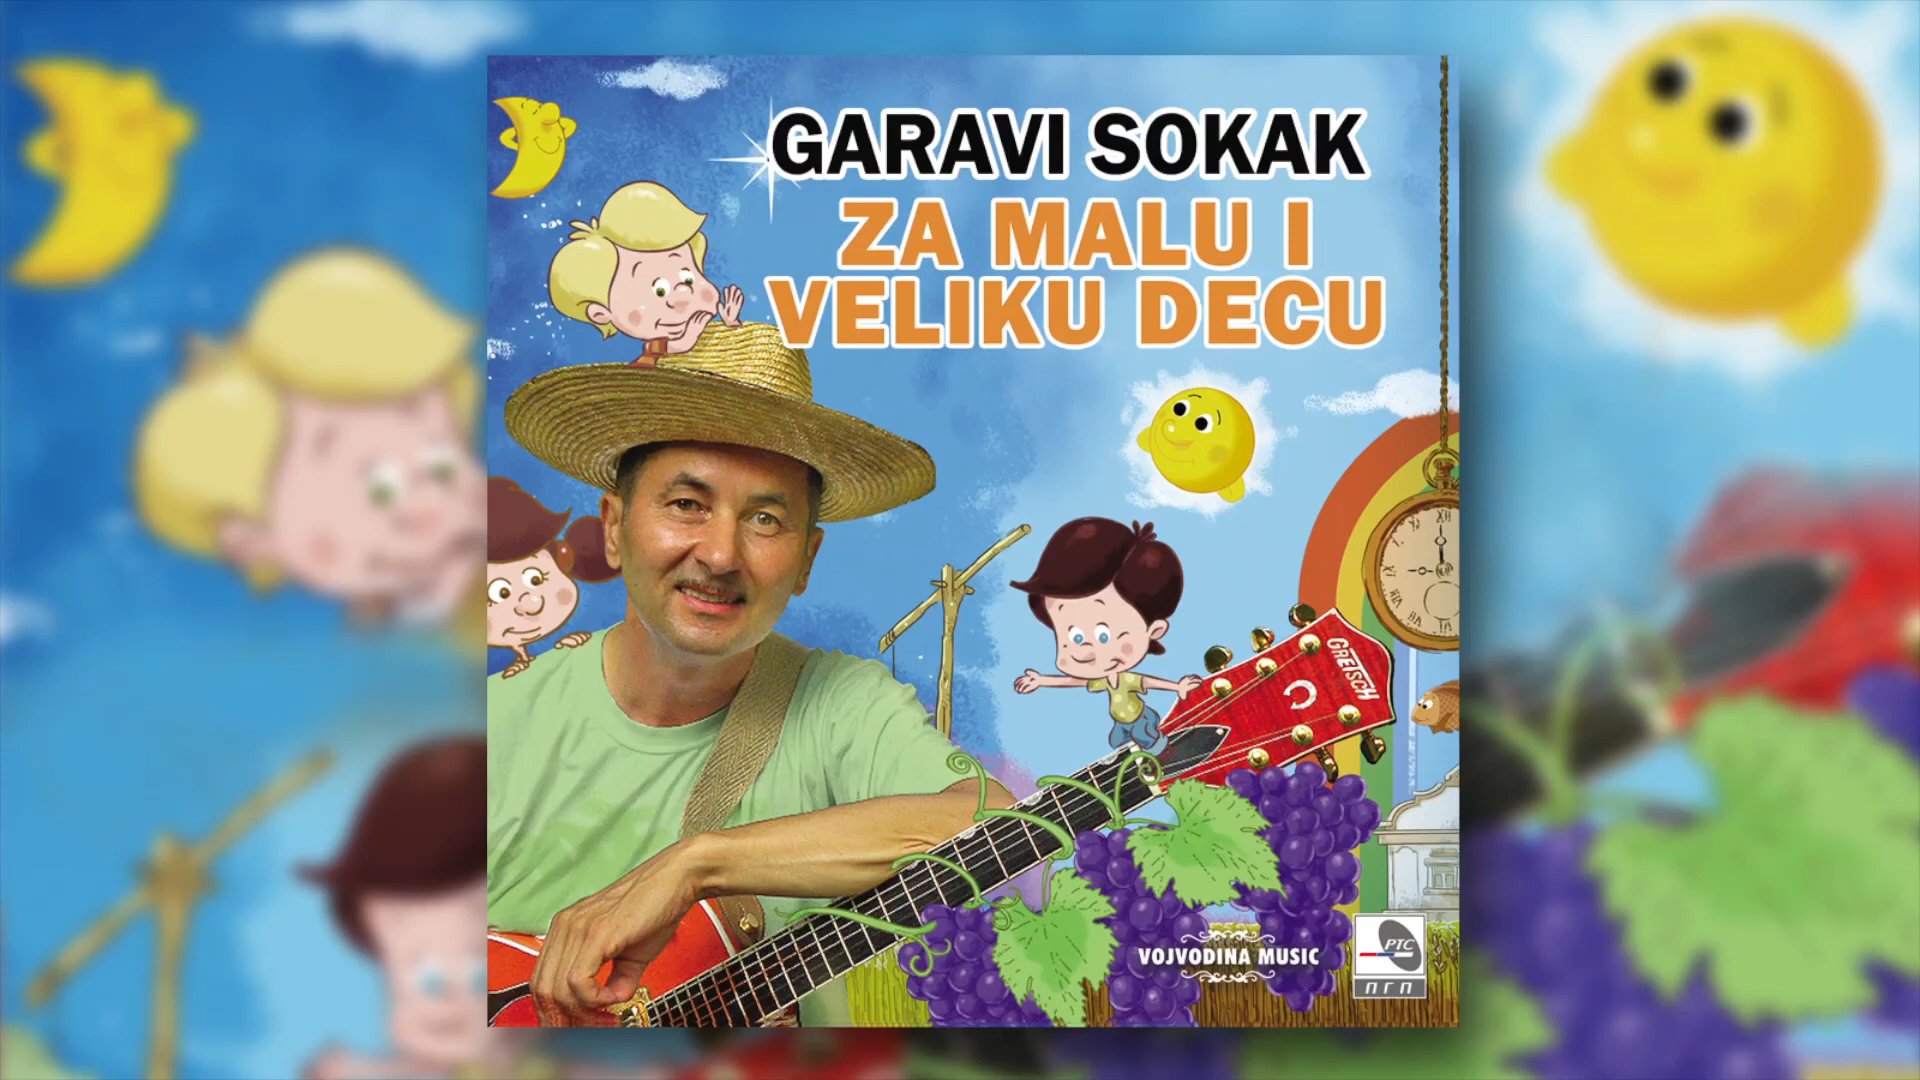 GARAVI SOKAK
ZA MALU I
VELIKU DECU
GRETSCH
VOJVODINA MUSIC
РТС
ПГП